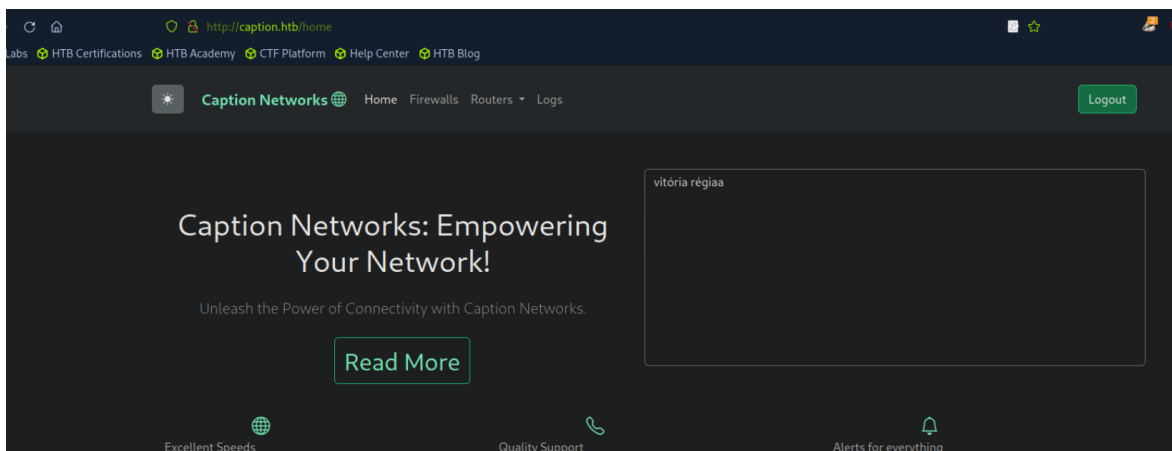 http://caption.htb/home
2
Labs HTB Certifications HTB Academy CTF Platform Help Center HTB Blog
Caption Networks Home Firewalls Routers Logs Logout
vitória régiaa
Caption Networks: Empowering
Your Network!
Unleash the Power of Connectivity with Caption Networks.
Read More
Excellent Speeds Quality Support Alerts for everything